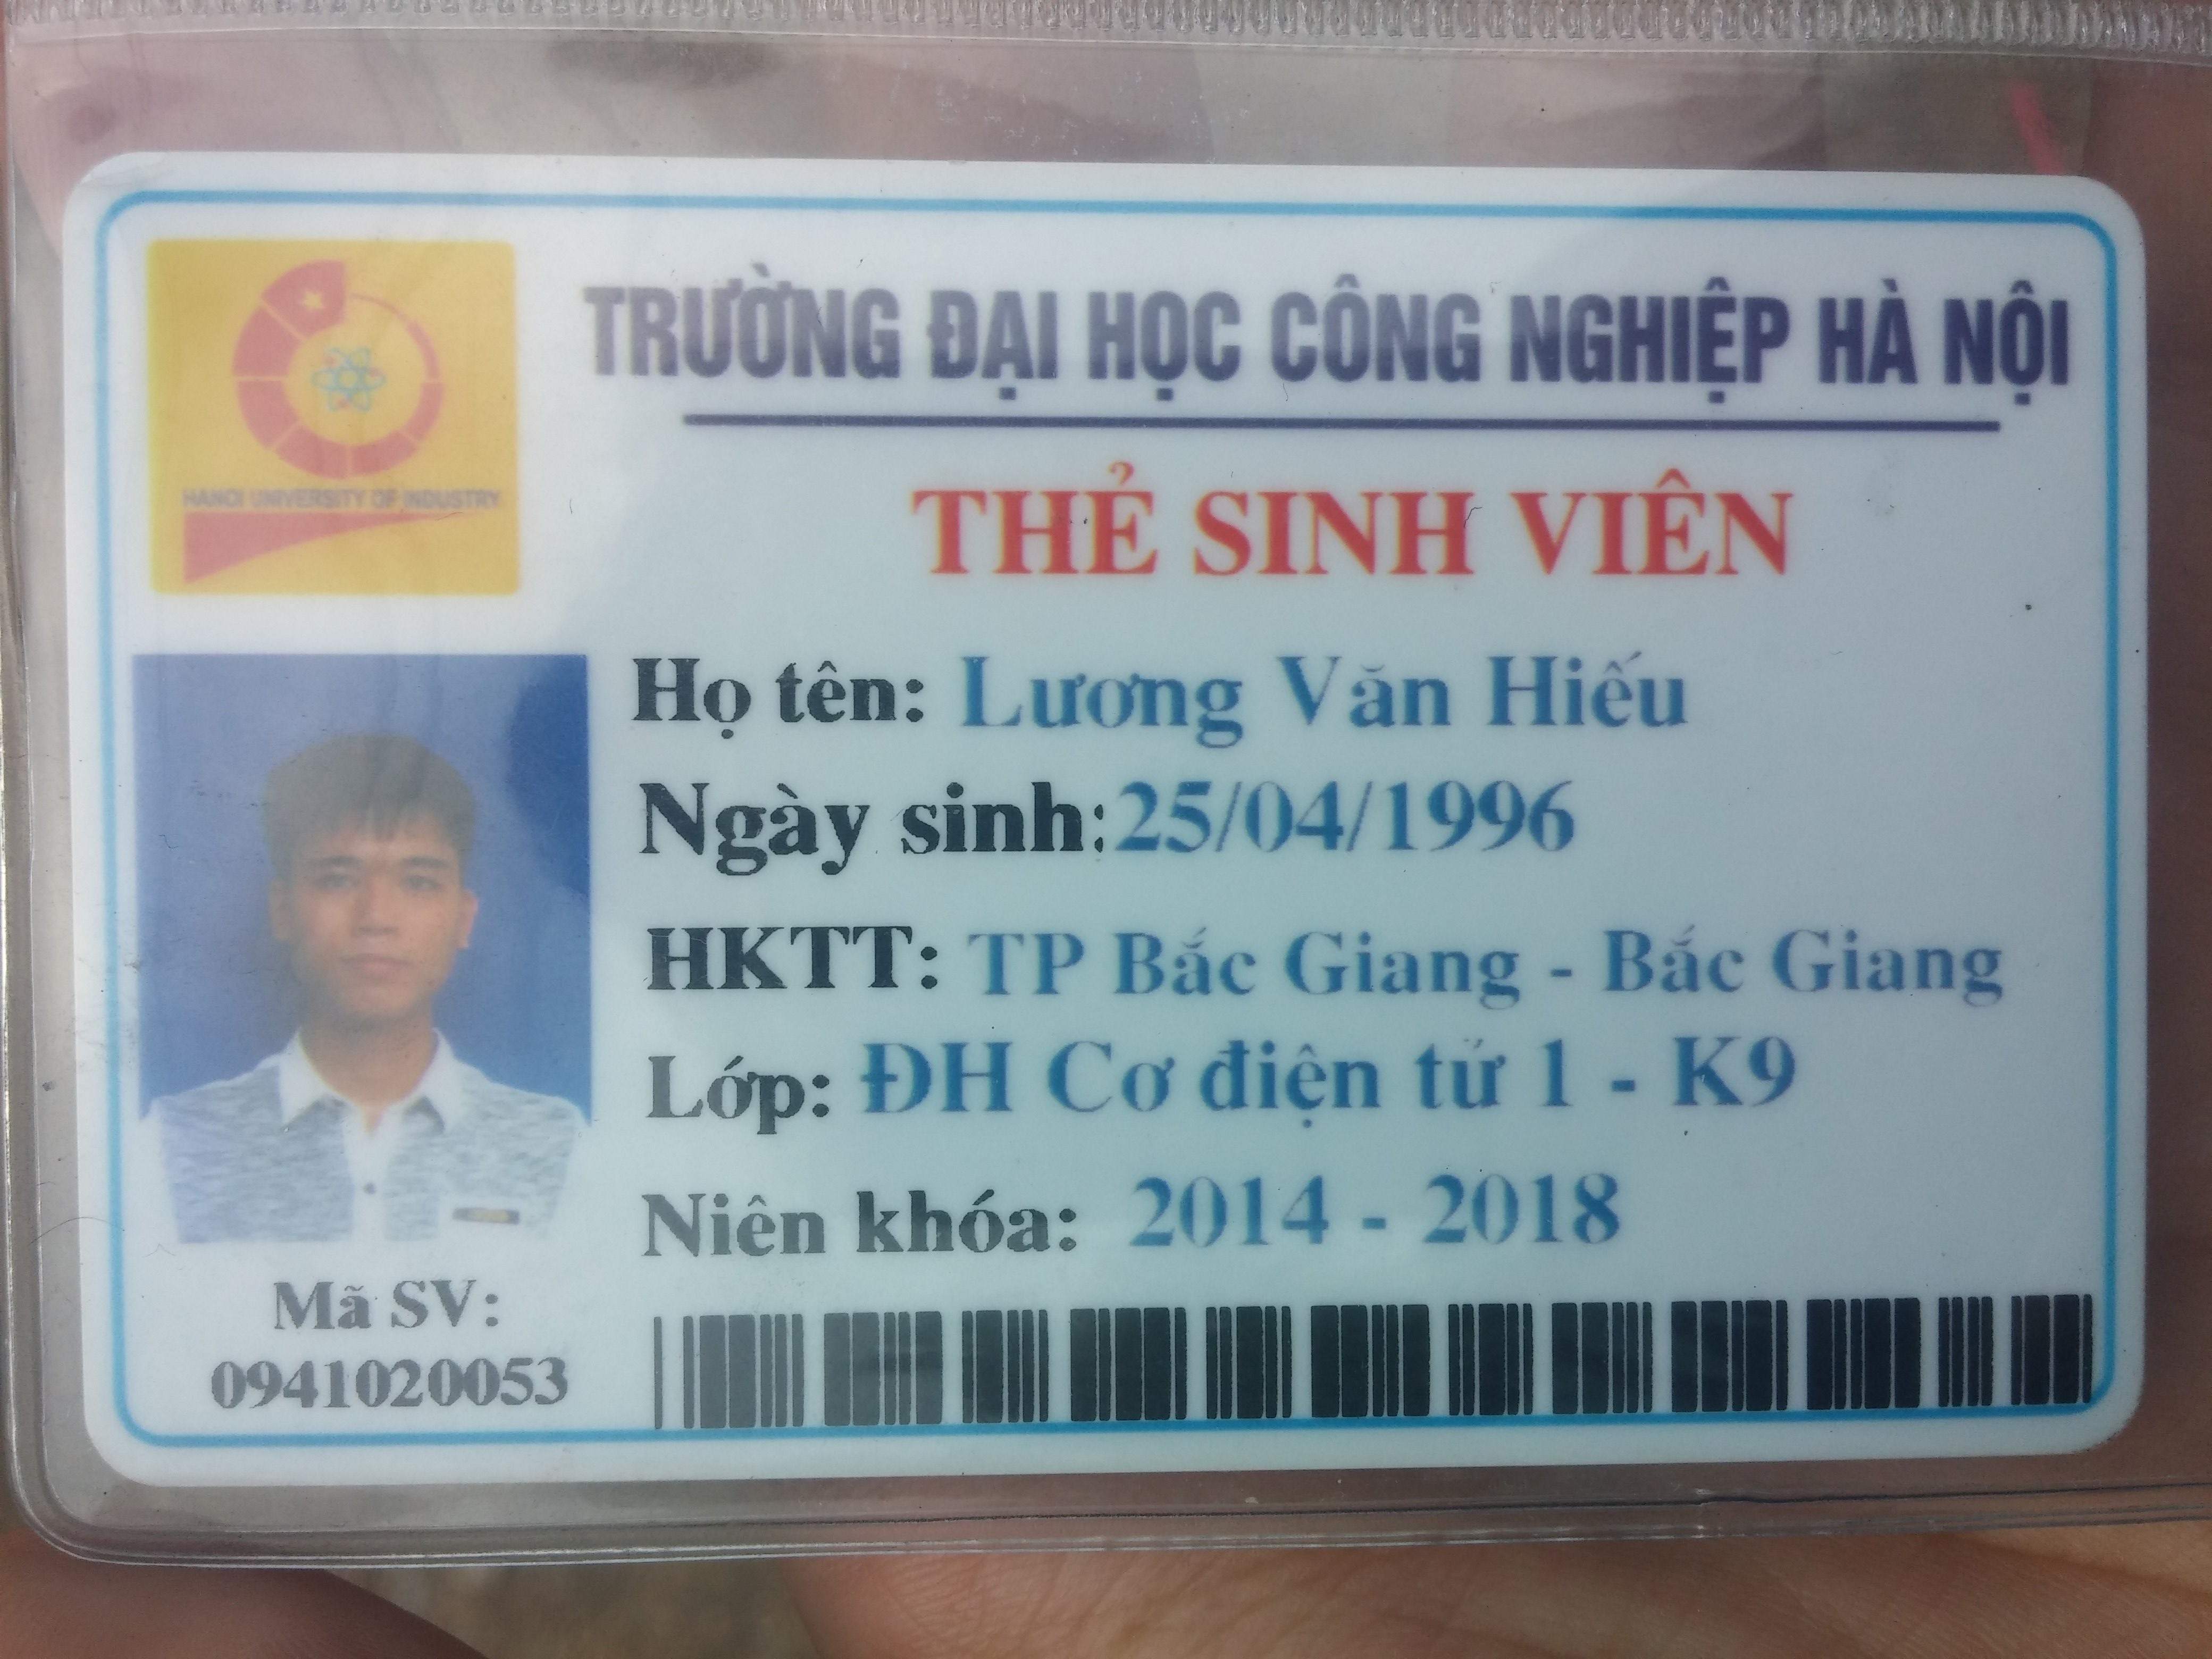 TRƯỜNG ĐẠI HỌC CÔNG NGHIỆP HÀ NỘI
HANOI UNIVERSITY OF INDUSTRY
THẺ SINH VIÊN
Họ tên: Lương Văn Hiếu
Ngày sinh: 25/04/1996
HKTT: TP Bắc Giang - Bắc Giang
Lớp: ĐH Cơ điện tử 1 - K9
Niên khóa: 2014 - 2018
Mã SV:
0941020053